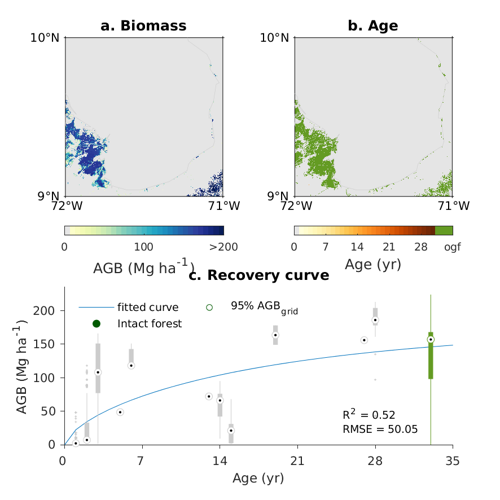 a. Biomass
b. Age
10°N
10°N
9°N
9°N
72°W
71°W
72°W
71°W
0
100
>200
0
7
14
21
28
ogf
AGB (Mg ha⁻¹)
Age (yr)
c. Recovery curve
fitted curve
95% AGB_grid
Intact forest
AGB (Mg ha⁻¹)
200
150
100
50
0
R² = 0.52
RMSE = 50.05
0
7
14
21
28
35
Age (yr)